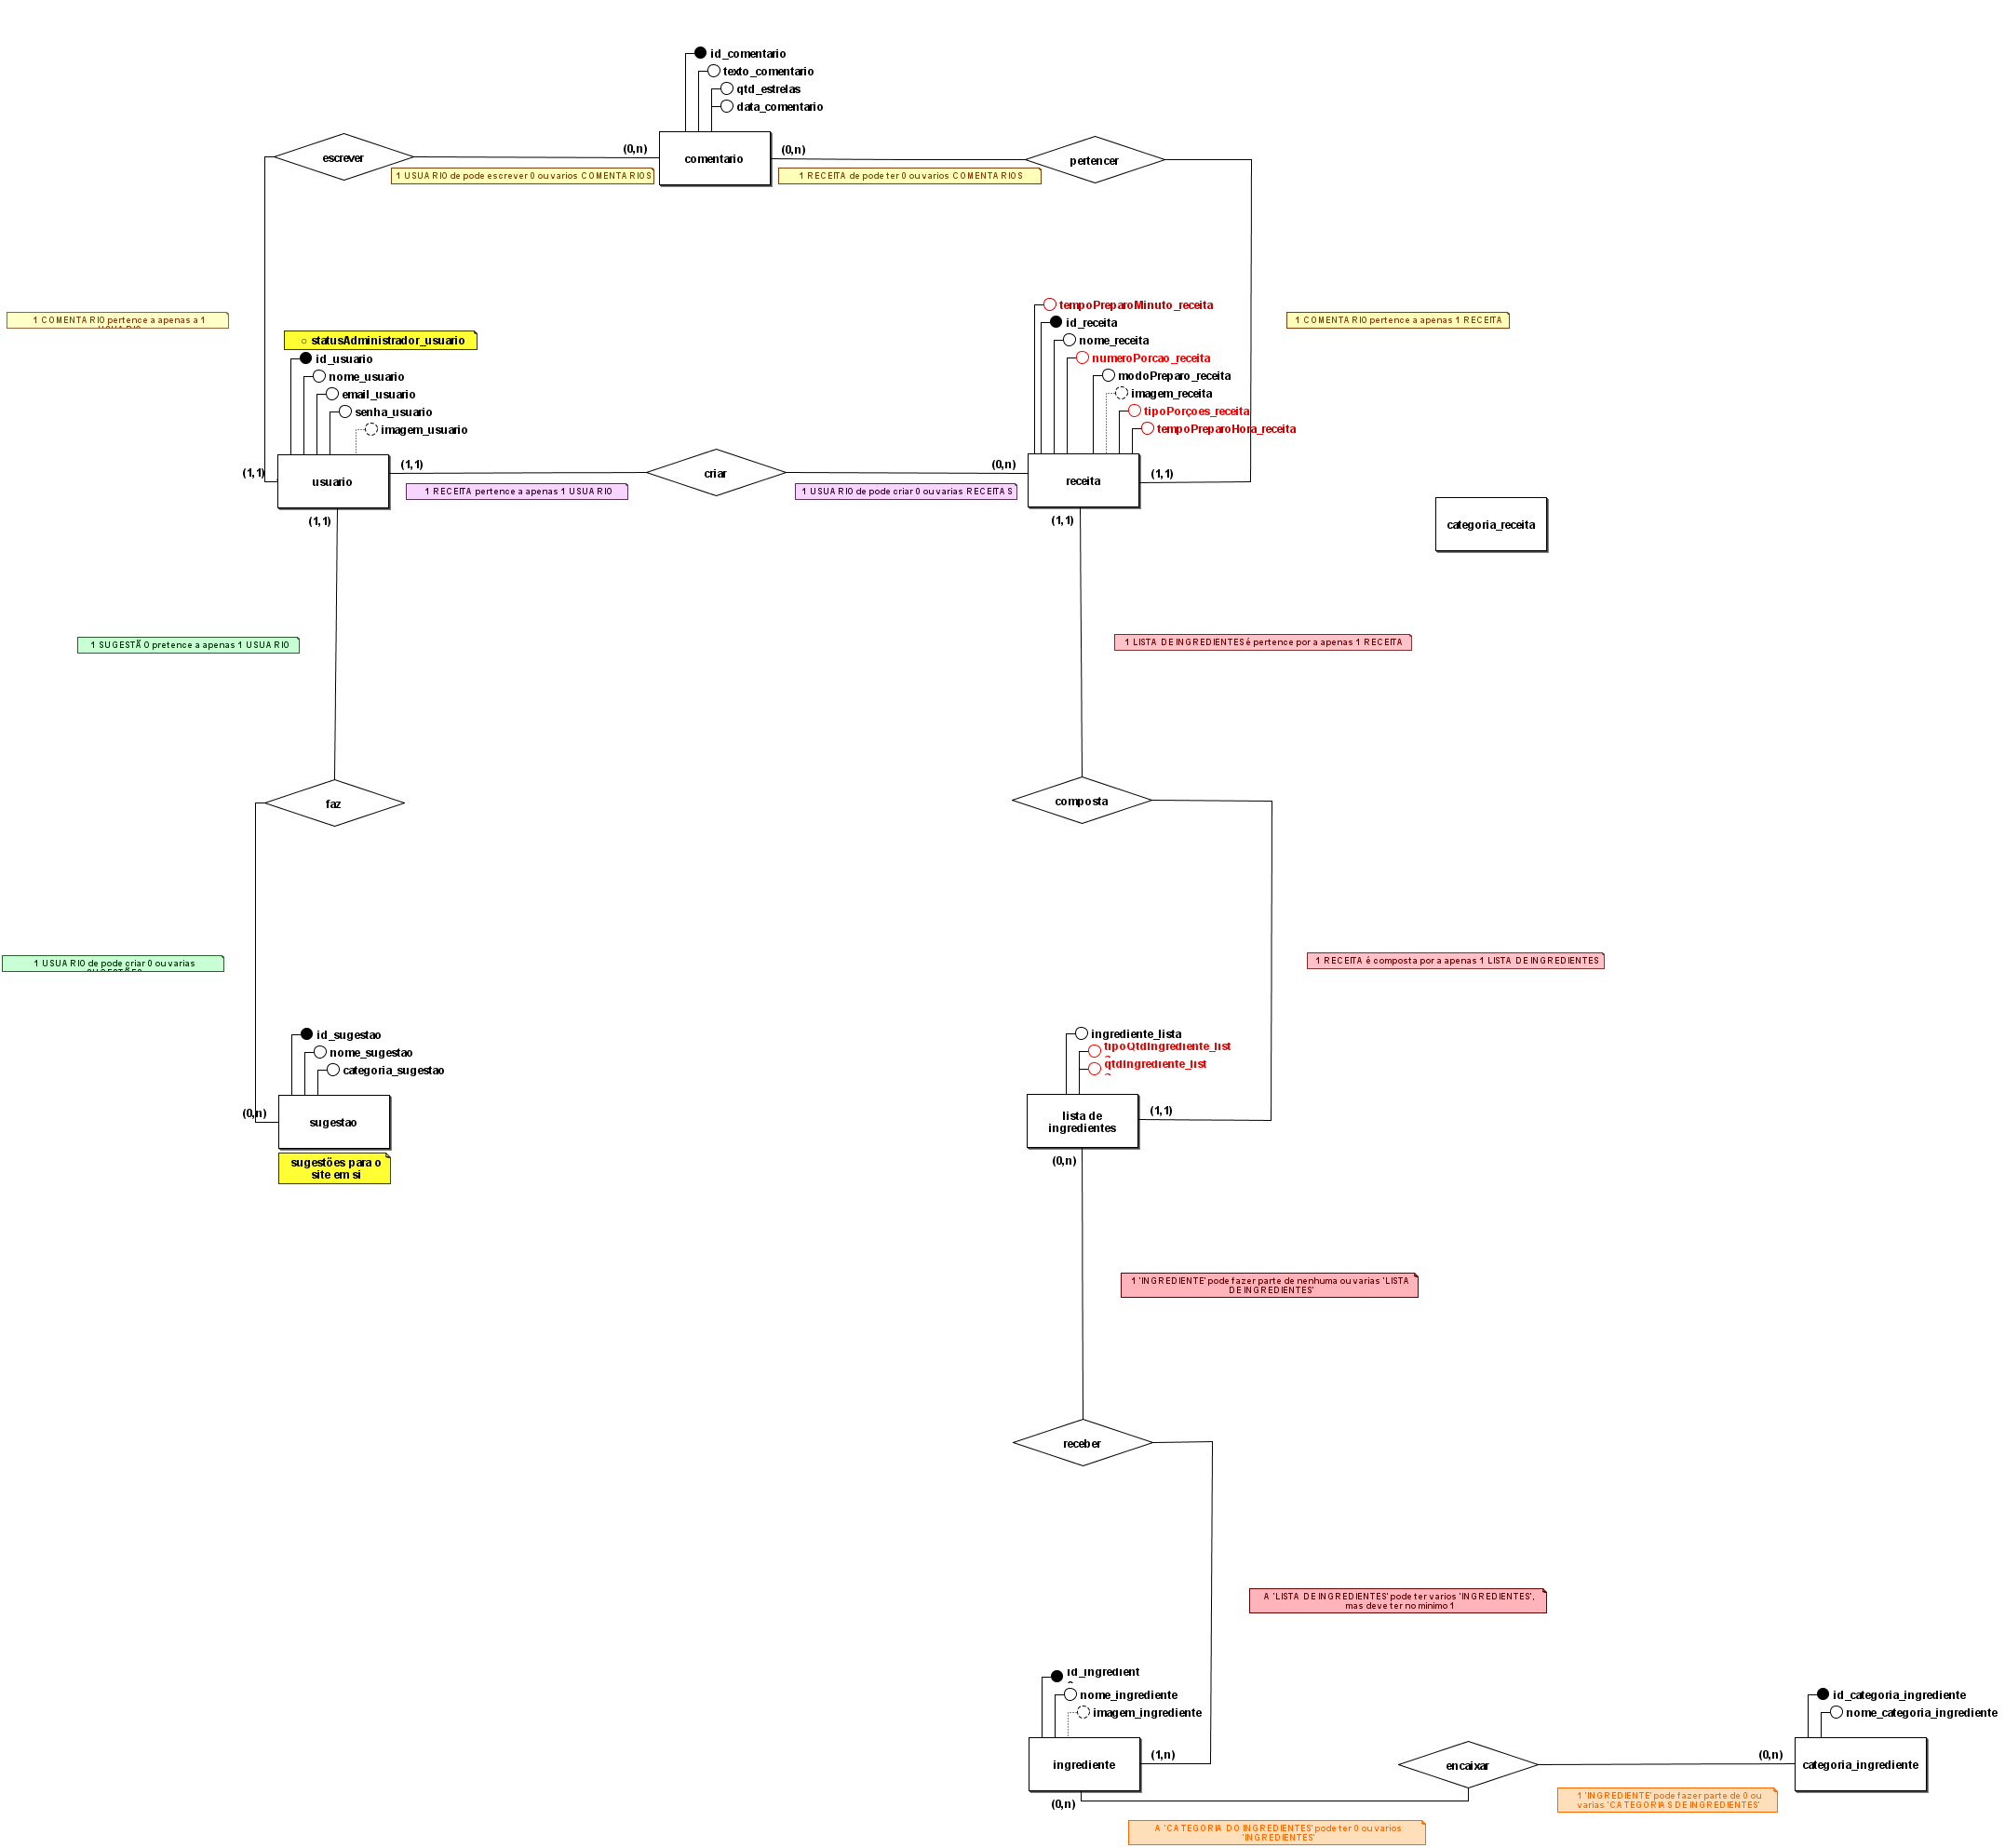 id_comentario
texto_comentario
qtd_estrelas
data_comentario
escrever
(0,n)
comentario
(0,n)
pertencer
1 USUARIO de pode escrever 0 ou varios COMENTARIOS
1 RECEITA de pode ter 0 ou varios COMENTARIOS
1 COMENTARIO pertence a apenas a 1
USUARIO
statusAdministrador_usuario
id_usuario
nome_usuario
email_usuario
senha_usuario
imagem_usuario
tempoPreparoMinuto_receita
id_receita
nome_receita
numeroPorcao_receita
modoPreparo_receita
imagem_receita
tipoPorçoes_receita
tempoPreparoHora_receita
1 COMENTARIO pertence a apenas 1 RECEITA
(1,1)
usuario
(1,1)
criar
(0,n)
receita
(1,1)
1 RECEITA pertence a apenas 1 USUARIO
1 USUARIO de pode criar 0 ou varias RECEITAS
(1,1)
(1,1)
categoria_receita
1 SUGESTÃO pretence a apenas 1 USUARIO
1 LISTA DE INGREDIENTES é pertence por a apenas 1 RECEITA
faz
composta
1 USUARIO de pode criar 0 ou varias
SUGESTÕES
1 RECEITA é composta por a apenas 1 LISTA DE INGREDIENTES
id_sugestao
nome_sugestao
categoria_sugestao
ingrediente_lista
tipoQtdIngrediente_list
a
qtdIngrediente_list
a
(0,n)
sugestao
lista de
ingredientes
(1,1)
sugestões para o
site em si
(0,n)
1 'INGREDIENTE' pode fazer parte de nenhuma ou varias 'LISTA
DE INGREDIENTES'
receber
A 'LISTA DE INGREDIENTES' pode ter varios 'INGREDIENTES',
mas deve ter no minimo 1
id_ingredient
e
nome_ingrediente
imagem_ingrediente
id_categoria_ingrediente
nome_categoria_ingrediente
ingrediente
(1,n)
encaixar
(0,n)
categoria_ingrediente
(0,n)
1 'INGREDIENTE' pode fazer parte de 0 ou
varias 'CATEGORIAS DE INGREDIENTES'
A 'CATEGORIA DO INGREDIENTES' pode ter 0 ou varios
'INGREDIENTES'